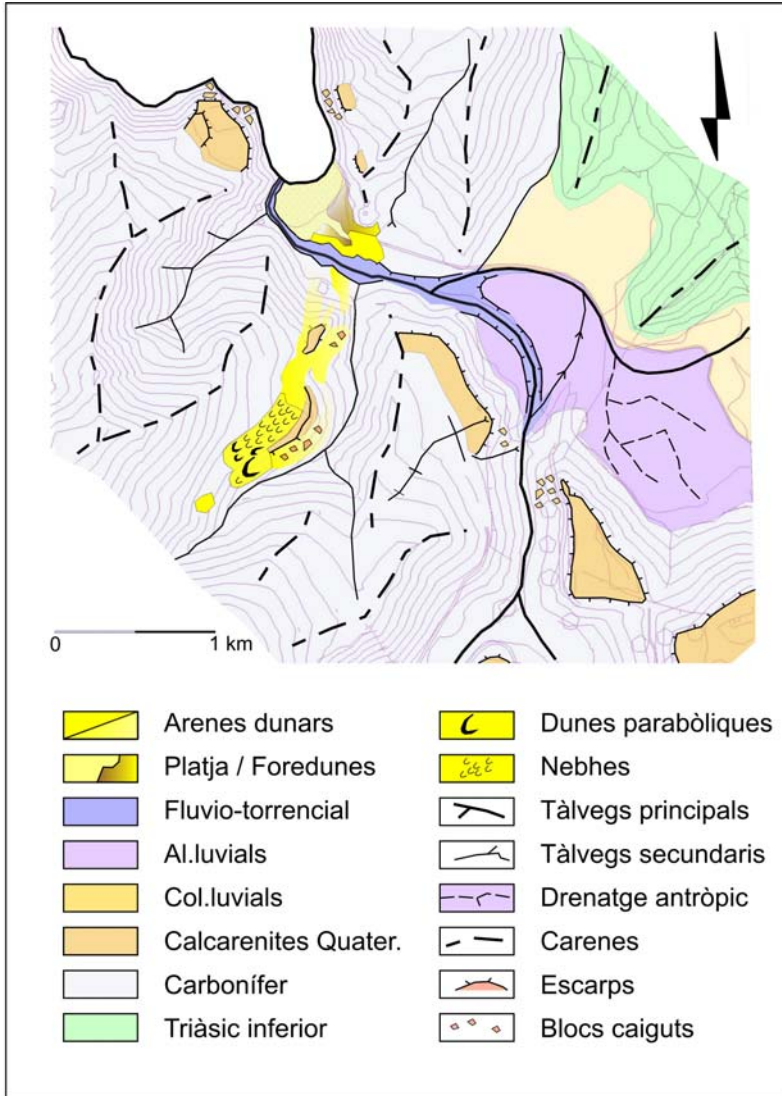 0 1 km
Arenes dunars
Platja / Foredunes
Fluvio-torrencial
Al.luvials
Col.luvials
Calcarenites Quater.
Carbonífer
Triàsic inferior
Dunes parabòliques
Nebhes
Tàlvegs principals
Tàlvegs secundaris
Drenatge antròpic
Carenes
Escarps
Blocs caiguts